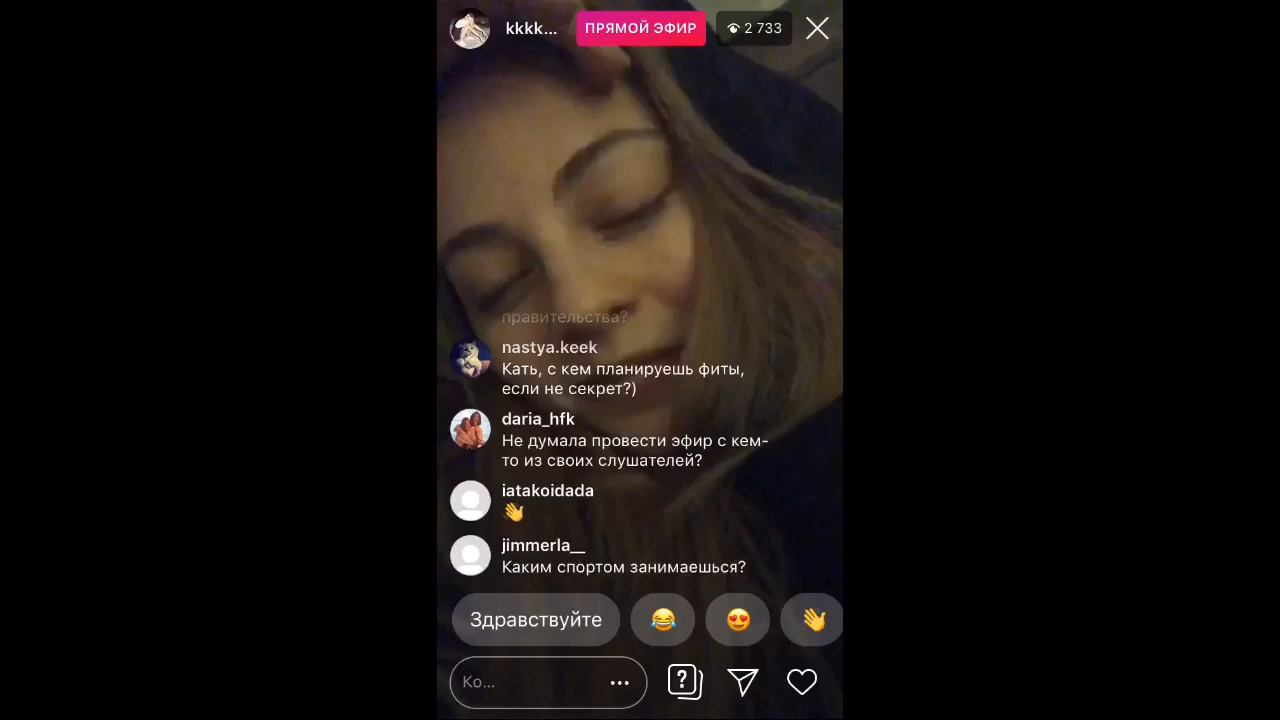 kkkk...
ПРЯМОЙ ЭФИР
2 733
правительства?
nastya.keek
Кать, с кем планируешь фиты,
если не секрет?)
daria_hfk
Не думала провести эфир с кем-
то из своих слушателей?
iatakoidada
👋
jimmerla__
Каким спортом занимаешься?
Здравствуйте
😂
😍
👋
Ко...
?